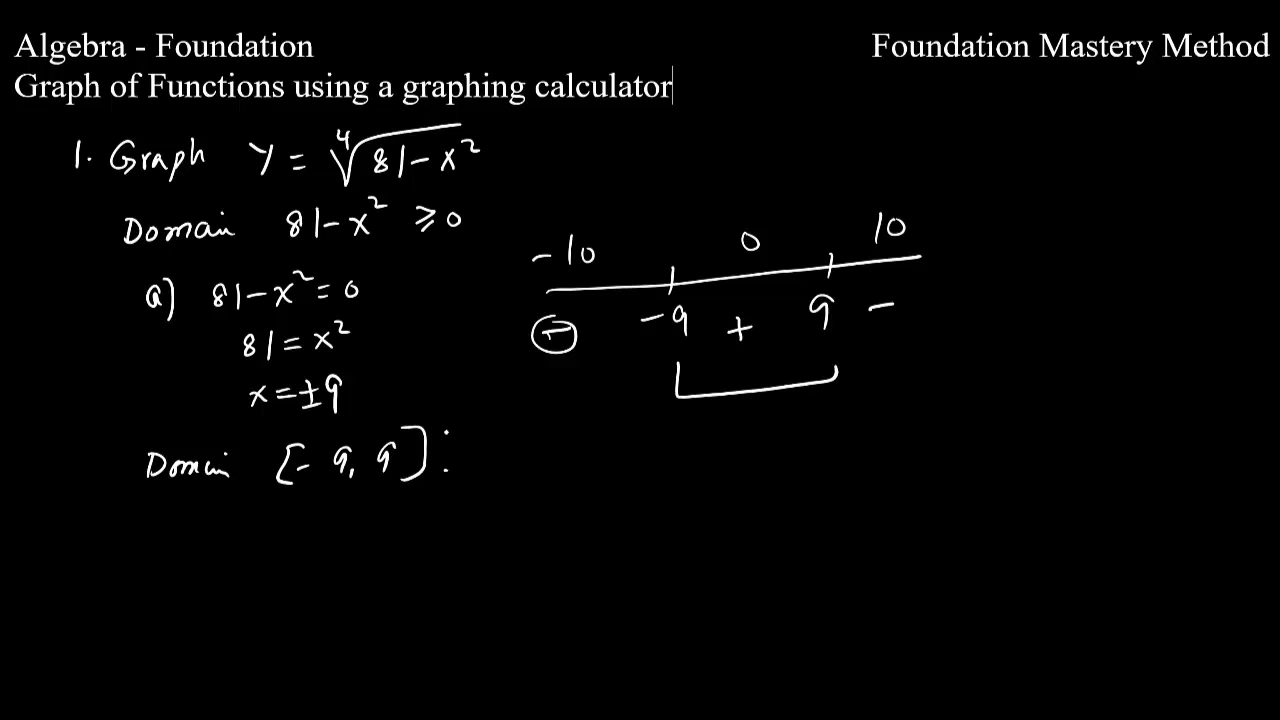 Algebra - Foundation
Foundation Mastery Method
Graph of Functions using a graphing calculator
1. Graph y = ∜81-x²
Domain 81-x² ≥ 0
a) 81-x² = 0
81 = x²
x = ±9
Domain [-9, 9] :
-10 0 10
-9 9
- + -